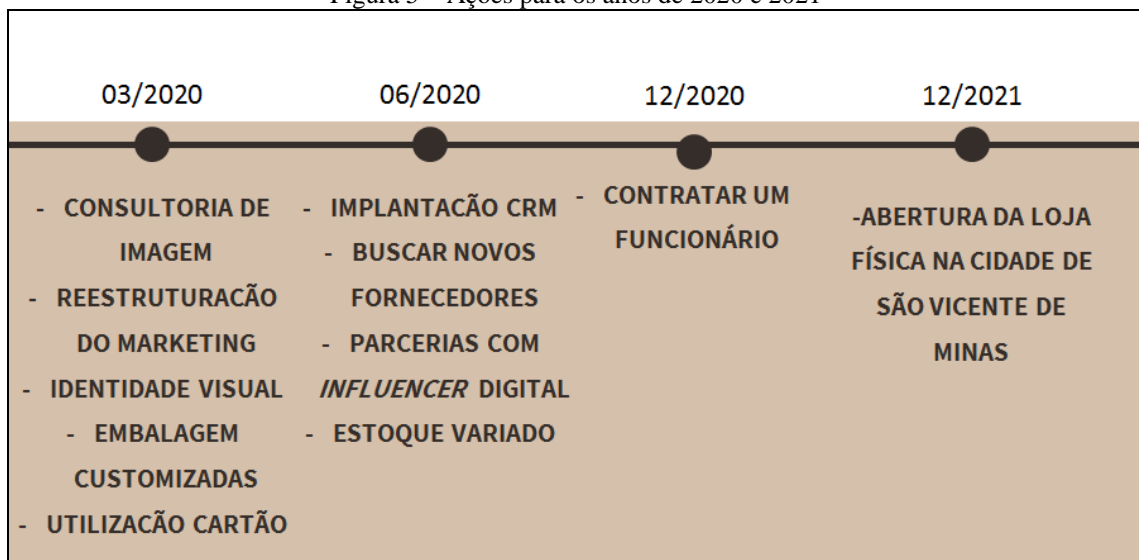 Figura 5 – Ações para os anos de 2020 e 2021
03/2020
- CONSULTORIA DE
IMAGEM
- REESTRUTURACÃO
DO MARKETING
- IDENTIDADE VISUAL
- EMBALAGEM
CUSTOMIZADAS
- UTILIZACÃO CARTÃO
06/2020
- IMPLANTACÃO CRM
- BUSCAR NOVOS
FORNECEDORES
- PARCERIAS COM
INFLUENCER DIGITAL
- ESTOQUE VARIADO
12/2020
- CONTRATAR UM
FUNCIONÁRIO
12/2021
-ABERTURA DA LOJA
FÍSICA NA CIDADE DE
SÃO VICENTE DE
MINAS